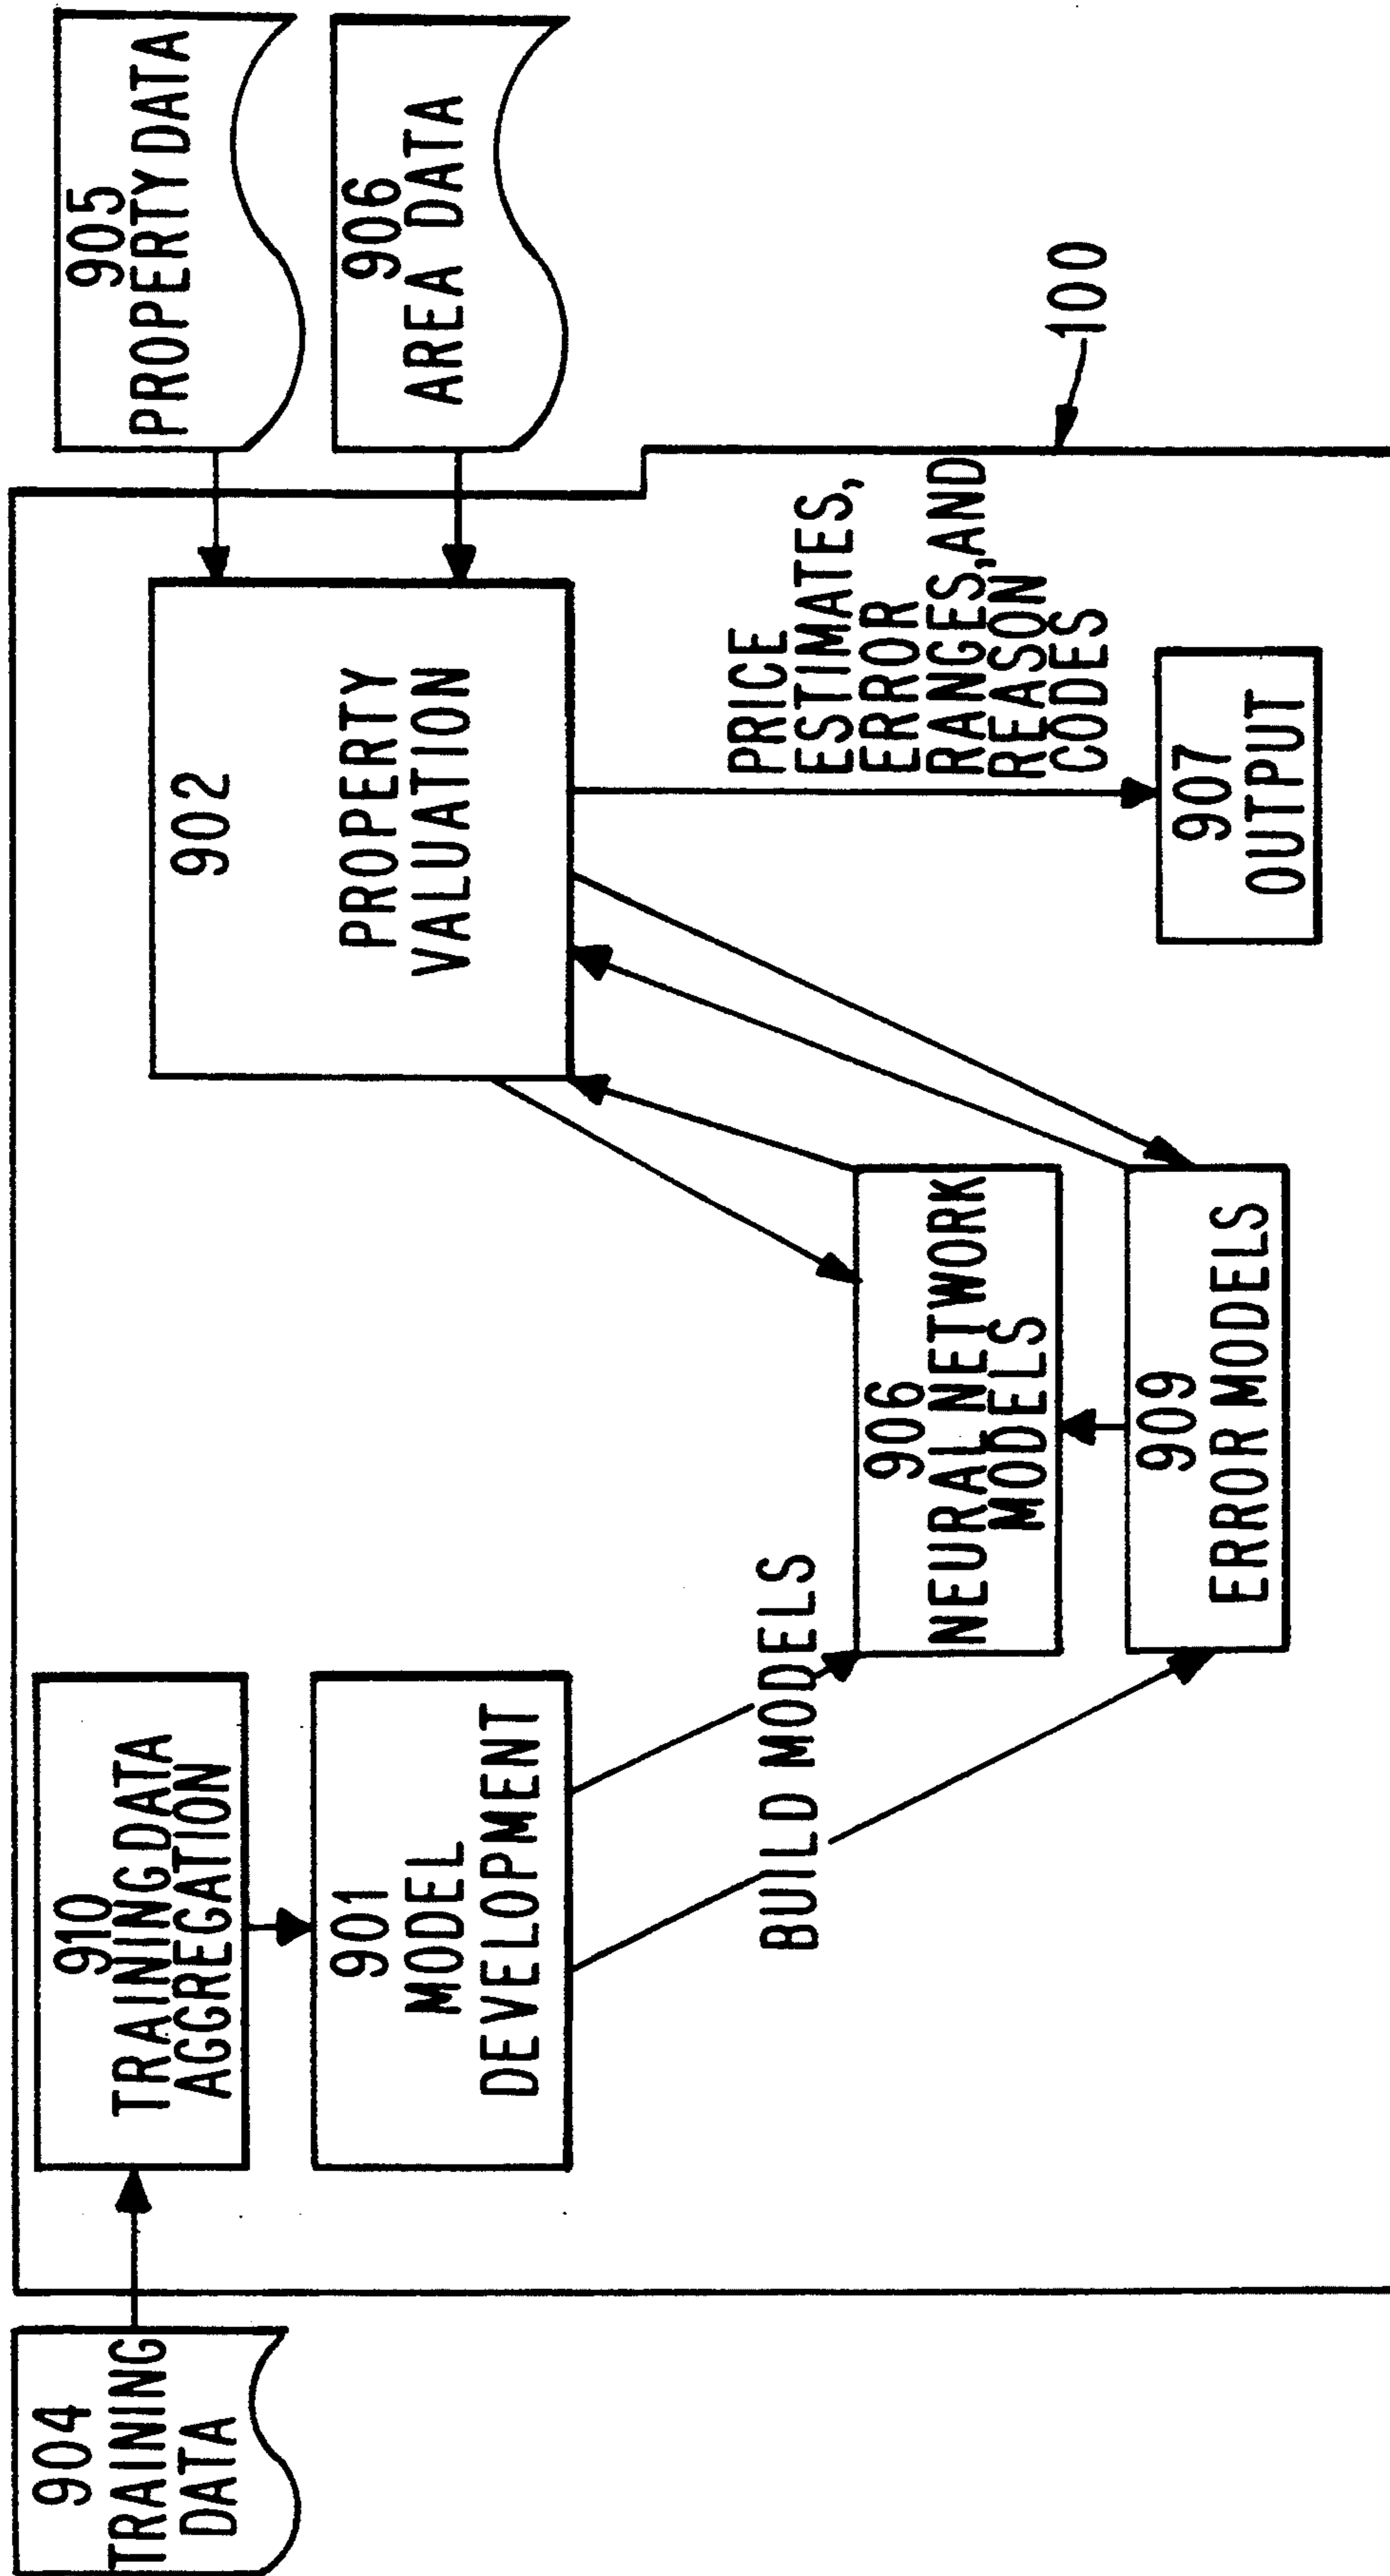 904
TRAINING
DATA
910
TRAINING DATA
AGGREGATION
901
MODEL
DEVELOPMENT
BUILD MODELS
906
NEURAL NETWORK
MODELS
909
ERROR MODELS
902
PROPERTY
VALUATION
PRICE
ESTIMATES,
ERROR
RANGES, AND
REASON
CODES
907
OUTPUT
905
PROPERTY DATA
906
AREA DATA
100